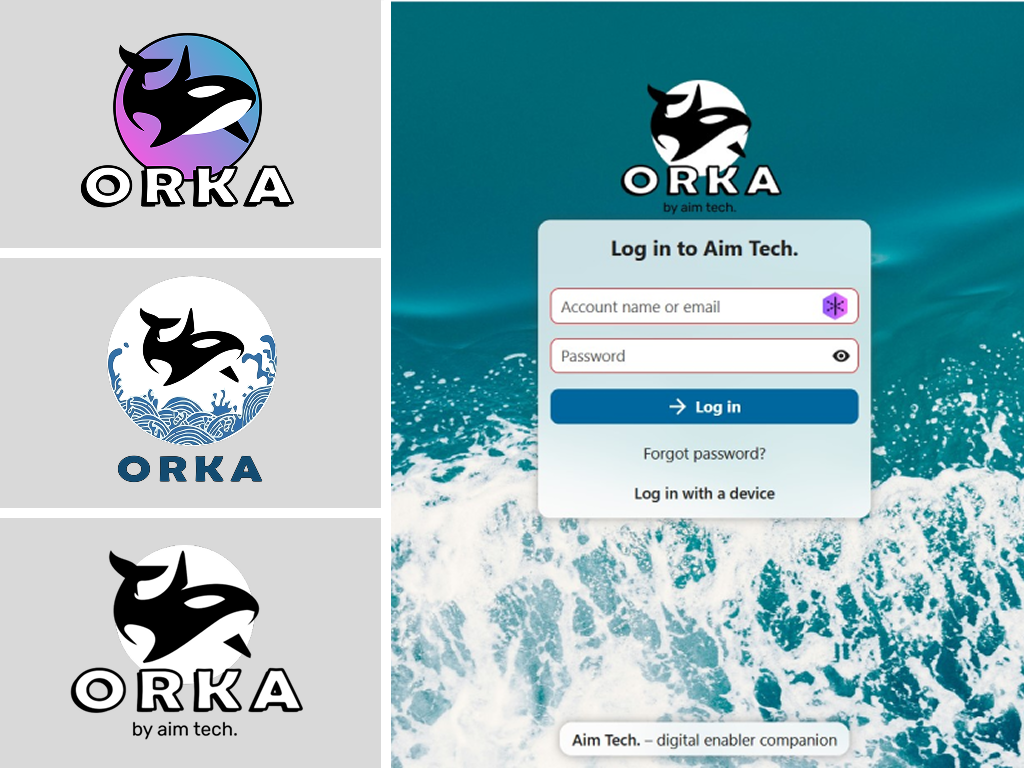 ORKA
ORKA
ORKA
by aim tech.
ORKA
by aim tech.
Log in to Aim Tech.
Account name or email
Password
Log in
Forgot password?
Log in with a device
Aim Tech. – digital enabler companion